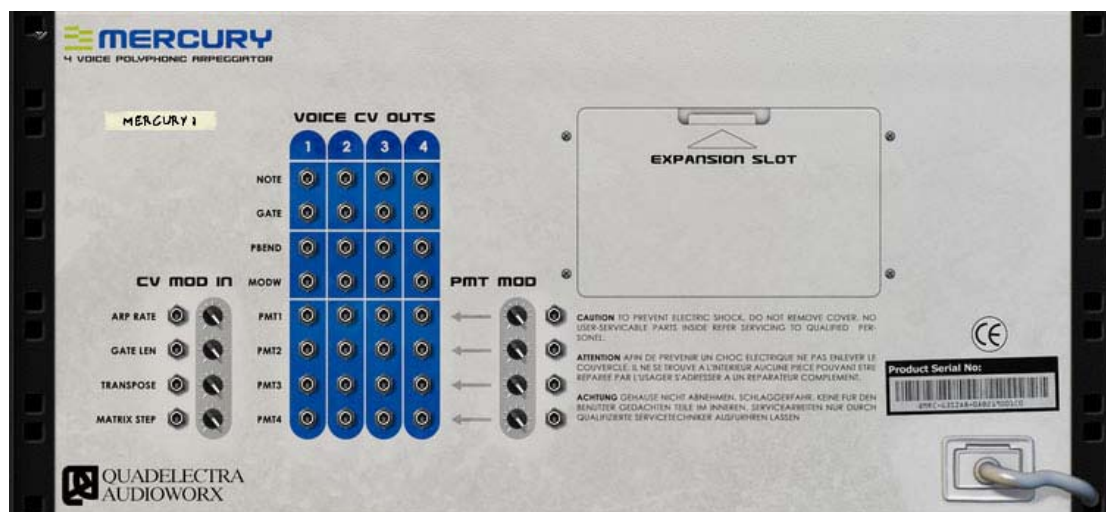 MERCURY
4 VOICE POLYPHONIC ARPEGGIATOR
MERCURY 1
VOICE CV OUTS
1 2 3 4
EXPANSION SLOT
NOTE
GATE
PBEND
CV MOD IN MODW PMT MOD
ARP RATE PMT1
GATE LEN PMT2
TRANSPOSE PMT3
MATRIX STEP PMT4
CAUTION TO PREVENT ELECTRIC SHOCK, DO NOT REMOVE COVER. NO
USER-SERVICABLE PARTS INSIDE REFER SERVICING TO QUALIFIED PER-
SONEL.
ATTENTION AFIN DE PREVENIR UN CHOC ELECTRIQUE NE PAS ENLEVER LE
COUVERCLE. IL NE SE TROUVE A L'INTERIEUR AUCUNE PIECE POUVANT ETRE
REPAREE PAR L'USAGER S'ADRESSER A UN REPARATEUR COMPLEMENT.
ACHTUNG GEHAUSE NICHT ABNEHMEN, SCHLAGGERFAHR. KEINE FUR DEN
BENUTZER GEDACHTEN TEILE IM INNEREN. SERVICEARBEITEN NUR DURCH
QUALIFIZIERTE SERVICETECHNIKER AUSFURHREN LASSEN
CE
Product Serial No:
QUADELECTRA
AUDIOWORX